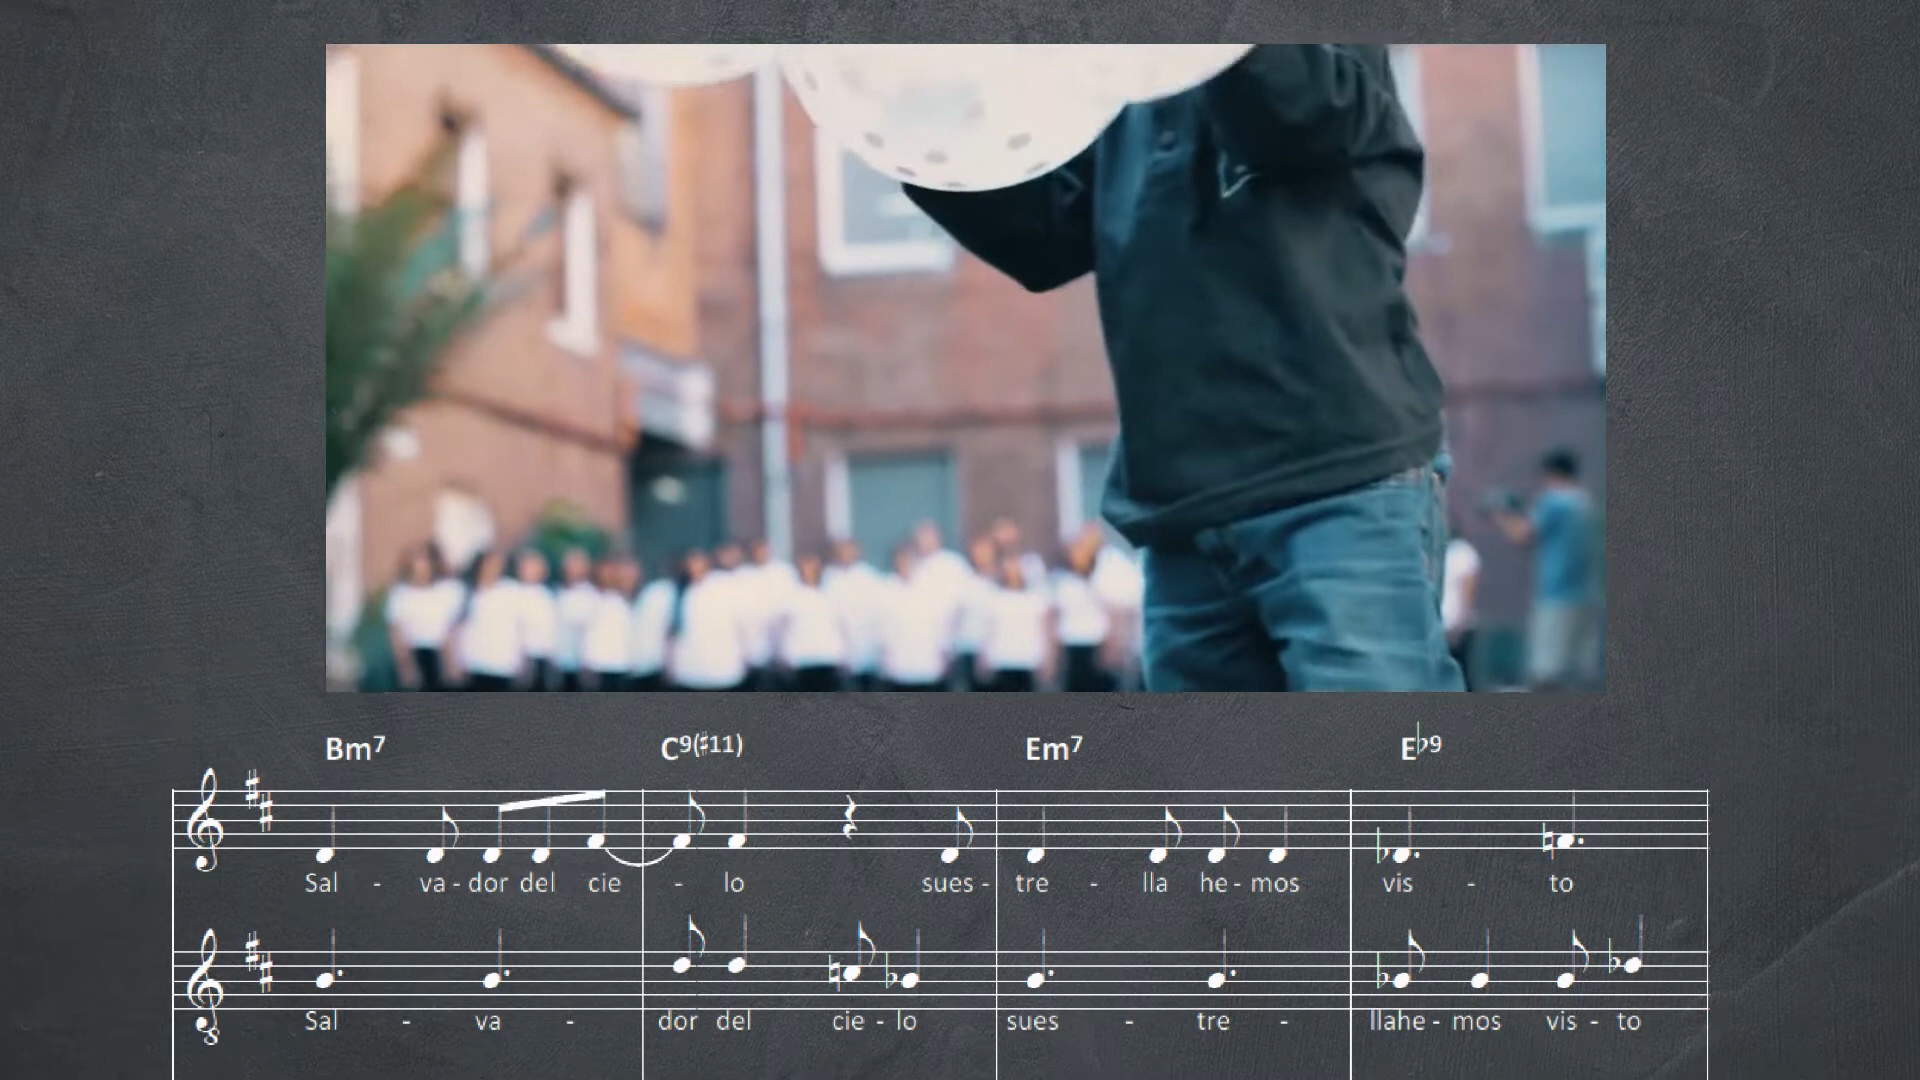 Bm7 C9(♯11) Em7 E♭9
Sal - va - dor del cie - lo sues - tre - lla he - mos vis - to
8
Sal - va - dor del cie - lo sues - tre - llahe - mos vis - to